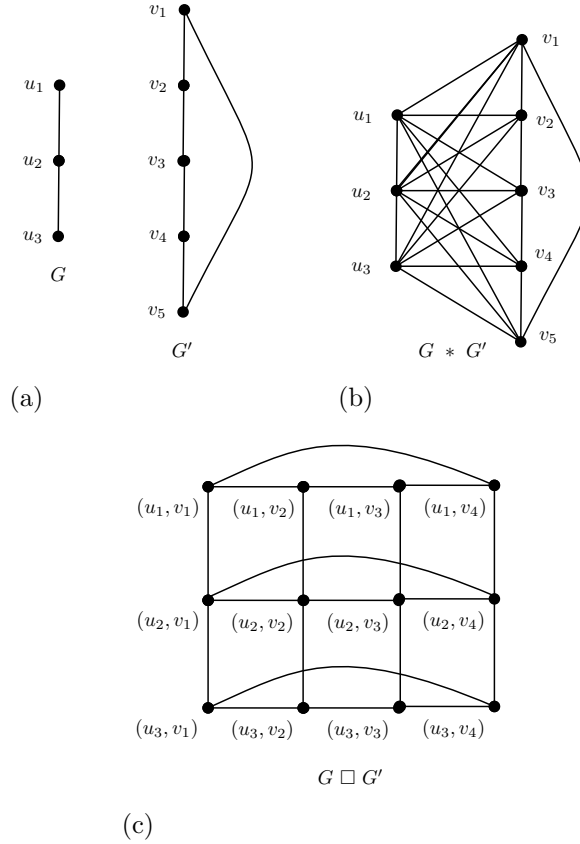 v₁
u₁
v₂
u₂
v₃
u₃
v₄
G
v₅
G′
(a)
v₁
u₁
v₂
u₂
v₃
u₃
v₄
v₅
G ∗ G′
(b)
(u₁, v₁) (u₁, v₂) (u₁, v₃) (u₁, v₄)
(u₂, v₁) (u₂, v₂) (u₂, v₃) (u₂, v₄)
(u₃, v₁) (u₃, v₂) (u₃, v₃) (u₃, v₄)
G □ G′
(c)